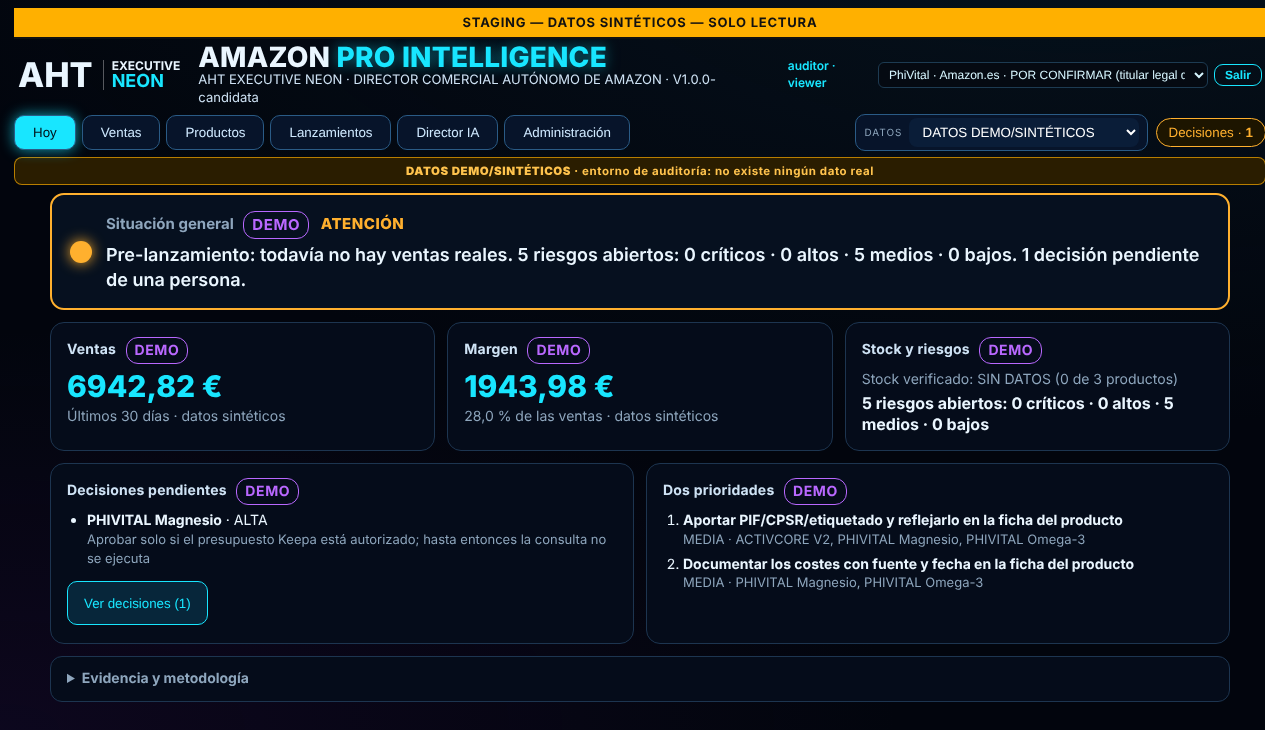 STAGING — DATOS SINTÉTICOS — SOLO LECTURA
AHT
EXECUTIVE
NEON
AMAZON PRO INTELLIGENCE
AHT EXECUTIVE NEON · DIRECTOR COMERCIAL AUTÓNOMO DE AMAZON · V1.0.0-
candidata
auditor ·
viewer
PhiVital · Amazon.es · POR CONFIRMAR (titular legal c
Salir
Hoy
Ventas
Productos
Lanzamientos
Director IA
Administración
DATOS
DATOS DEMO/SINTÉTICOS
Decisiones · 1
DATOS DEMO/SINTÉTICOS · entorno de auditoría: no existe ningún dato real
Situación general DEMO ATENCIÓN
Pre-lanzamiento: todavía no hay ventas reales. 5 riesgos abiertos: 0 críticos · 0 altos · 5 medios · 0 bajos. 1 decisión pendiente
de una persona.
Ventas DEMO
6942,82 €
Últimos 30 días · datos sintéticos
Margen DEMO
1943,98 €
28,0 % de las ventas · datos sintéticos
Stock y riesgos DEMO
Stock verificado: SIN DATOS (0 de 3 productos)
5 riesgos abiertos: 0 críticos · 0 altos · 5
medios · 0 bajos
Decisiones pendientes DEMO
• PHIVITAL Magnesio · ALTA
Aprobar solo si el presupuesto Keepa está autorizado; hasta entonces la consulta no
se ejecuta
Ver decisiones (1)
Dos prioridades DEMO
1. Aportar PIF/CPSR/etiquetado y reflejarlo en la ficha del producto
MEDIA · ACTIVCORE V2, PHIVITAL Magnesio, PHIVITAL Omega-3
2. Documentar los costes con fuente y fecha en la ficha del producto
MEDIA · PHIVITAL Magnesio, PHIVITAL Omega-3
Evidencia y metodología